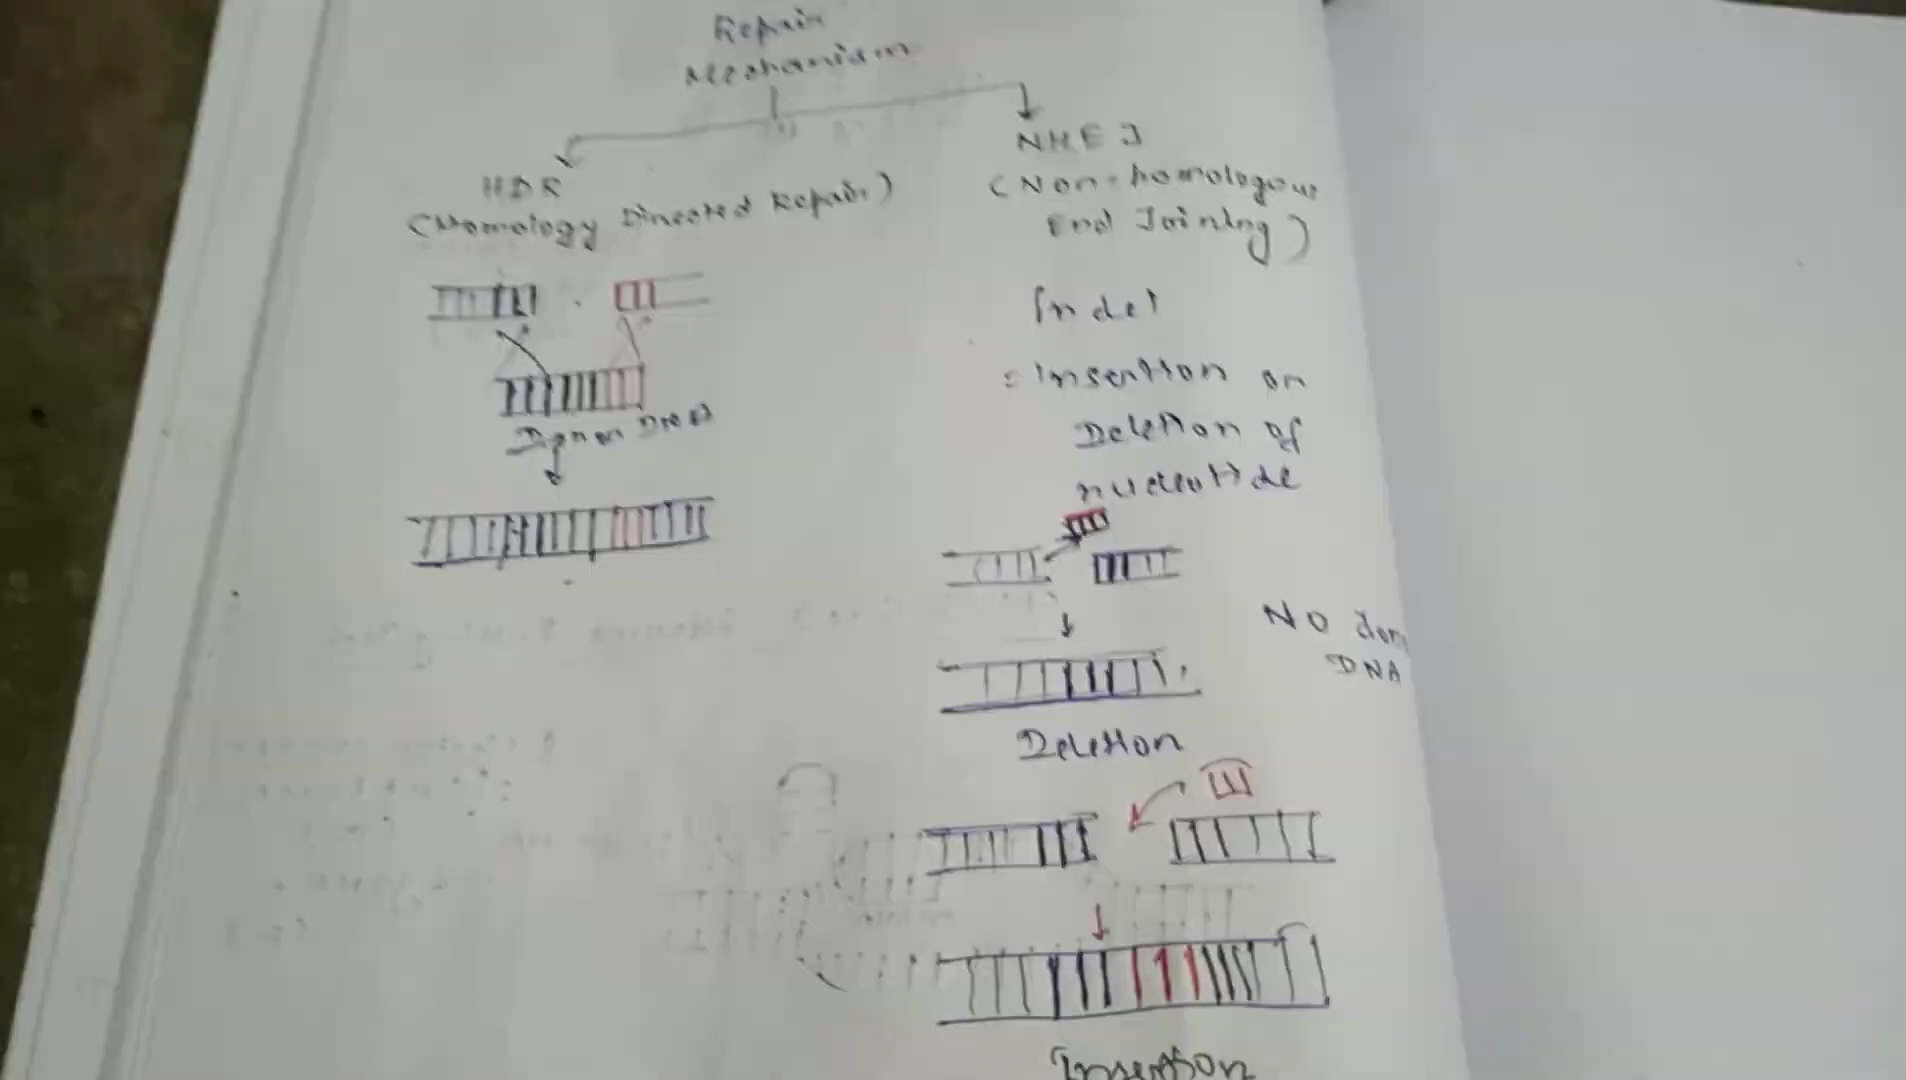 Repair
Mechanism
HDR
(Homology Directed Repair)
NHEJ
(Non-homologous
End Joining)
Indel
= Insertion or
Deletion of
nucleotide
Donor DNA
No don
DNA
Deletion
Insertion